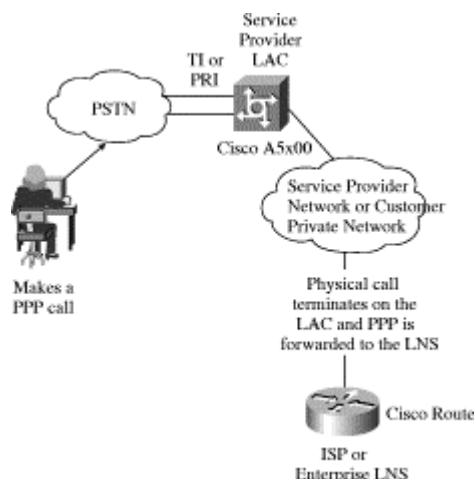 Service
Provider
LAC
TI or
PRI
PSTN
Cisco A5x00
Service Provider
Network or Customer
Private Network
Makes a
PPP call
Physical call
terminates on the
LAC and PPP is
forwarded to the LNS
Cisco Route
ISP or
Enterprise LNS